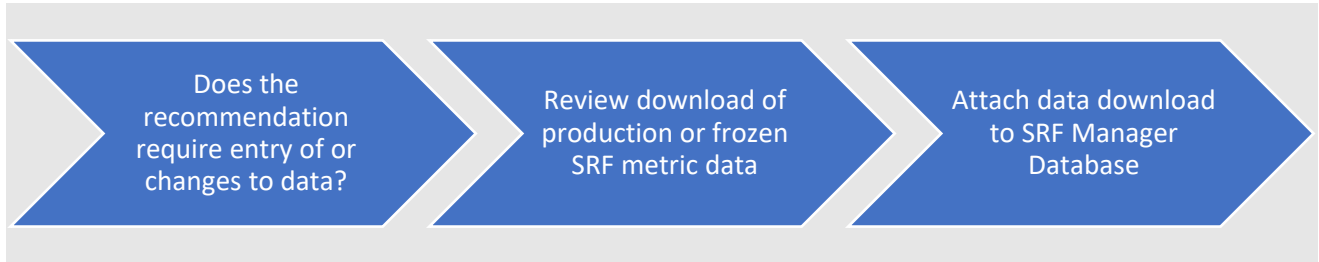 Does the
recommendation
require entry of or
changes to data?
Review download of
production or frozen
SRF metric data
Attach data download
to SRF Manager
Database